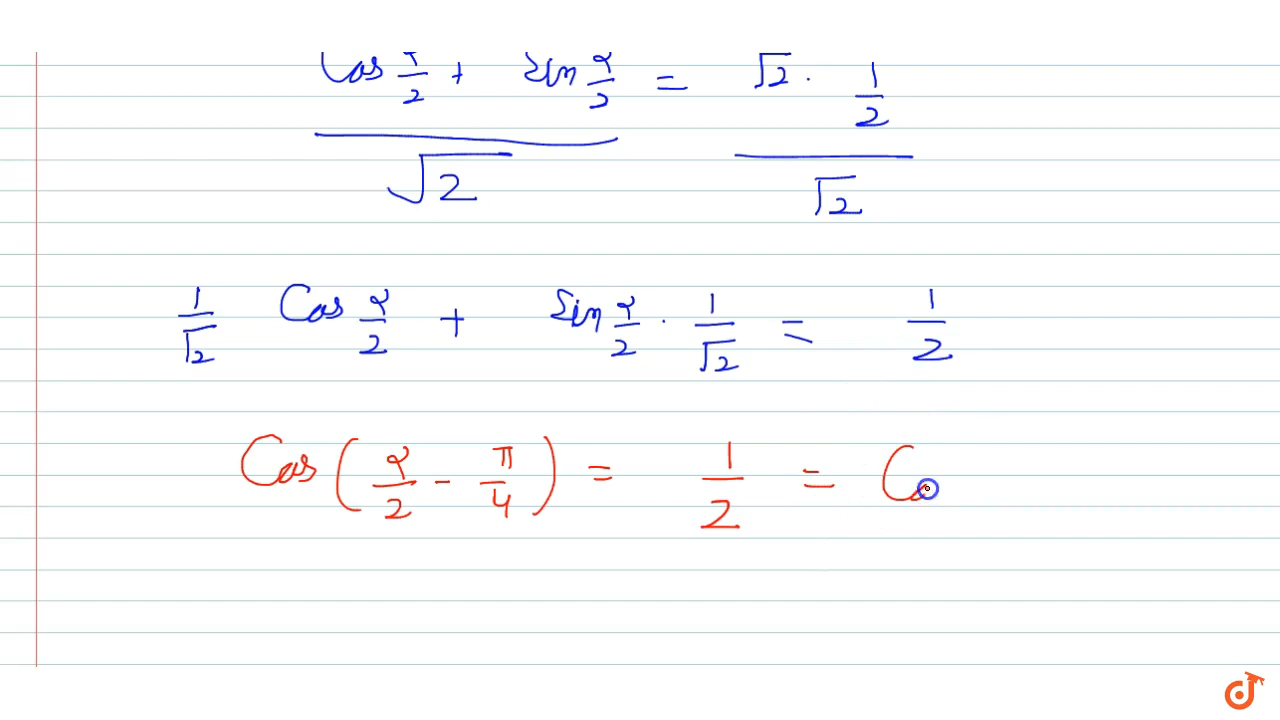 Cos x/2 + Sin x/2 = √2 · 1/2
√2 √2
1/√2 Cos x/2 + Sin x/2 · 1/√2 = 1/2
Cos (x/2 - π/4) = 1/2 = Co